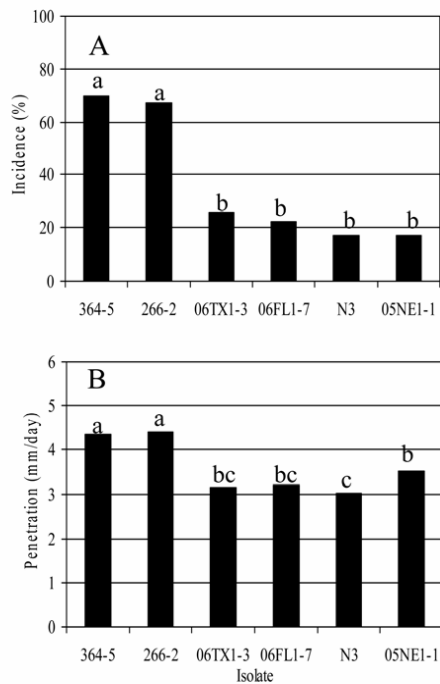 100
80
60
40
20
0
Incidence (%)
A
a a b b b b
364-5 266-2 06TX1-3 06FL1-7 N3 05NE1-1
6
5
4
3
2
1
0
Penetration (mm/day)
B
a a bc bc c b
364-5 266-2 06TX1-3 06FL1-7 N3 05NE1-1
Isolate